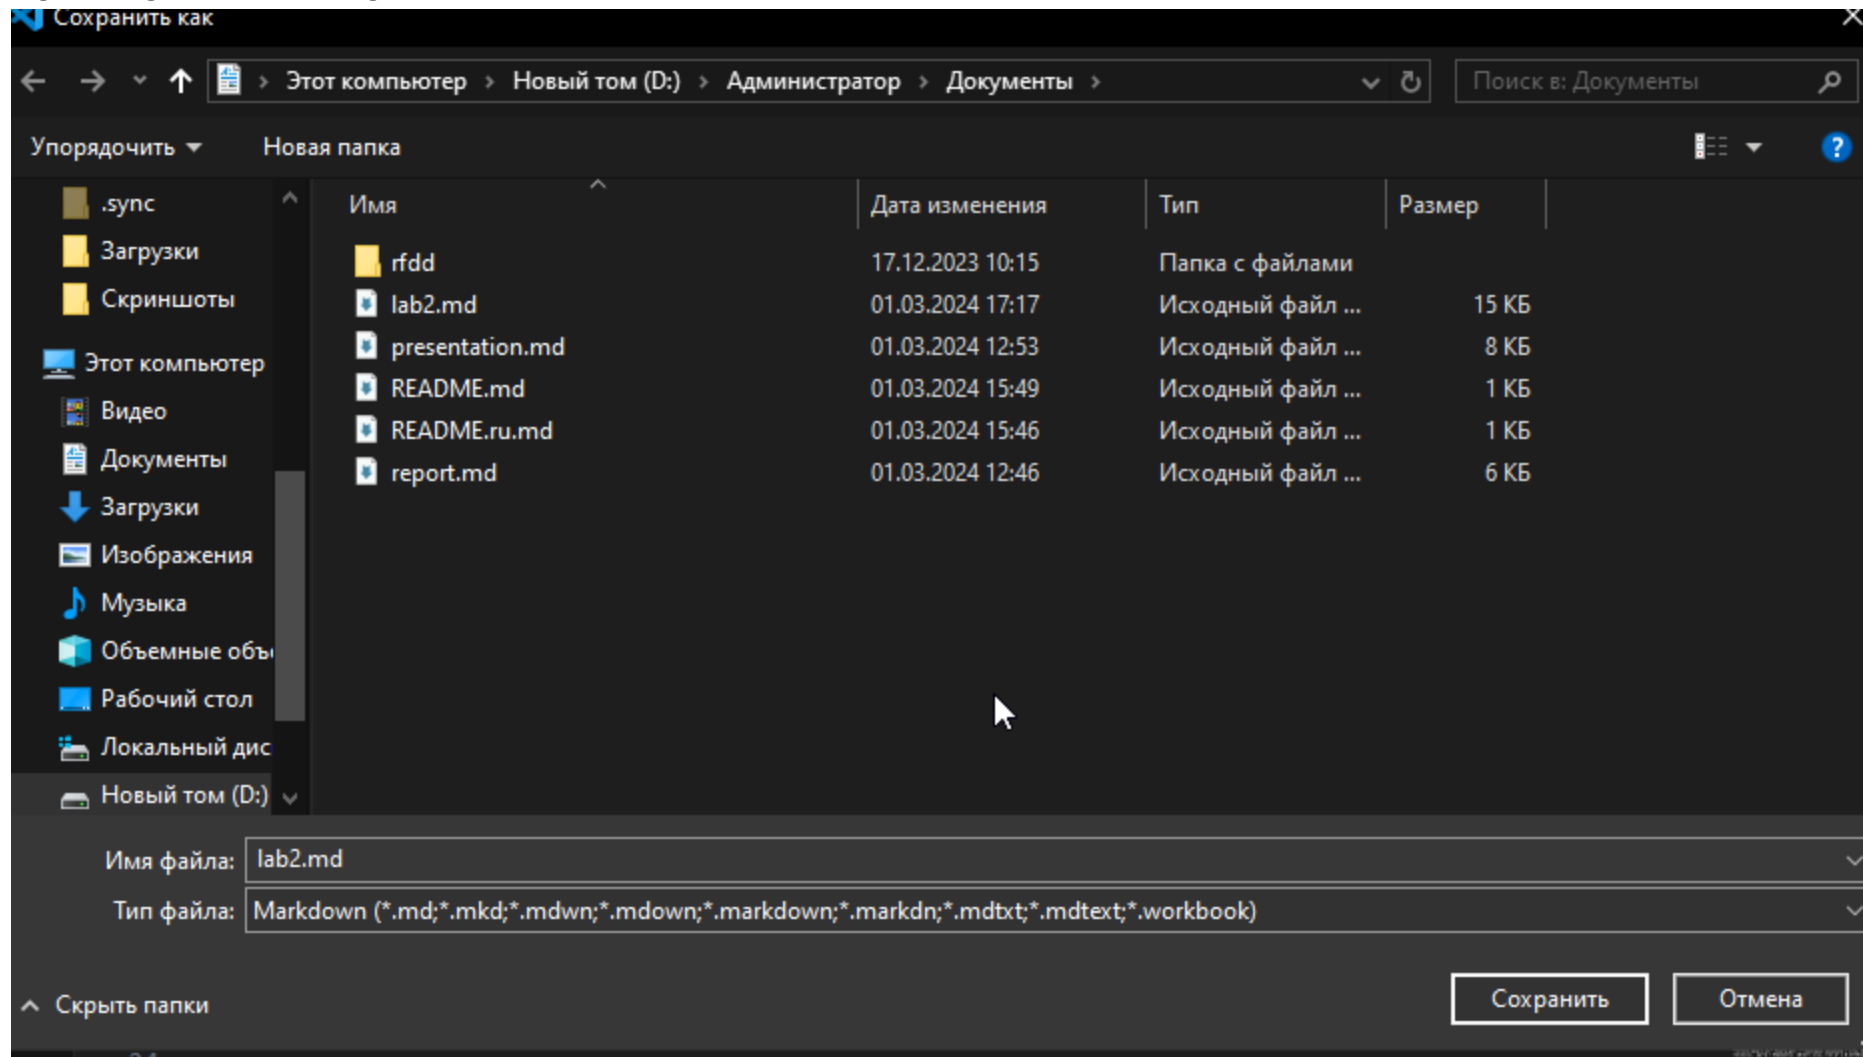 Сохранить как
Этот компьютер > Новый том (D:) > Администратор > Документы >
Поиск в: Документы
Упорядочить
Новая папка
.sync
Загрузки
Скриншоты
Этот компьютер
Видео
Документы
Загрузки
Изображения
Музыка
Объемные объ
Рабочий стол
Локальный дис
Новый том (D:)
Имя Дата изменения Тип Размер
rfdd 17.12.2023 10:15 Папка с файлами
lab2.md 01.03.2024 17:17 Исходный файл ... 15 КБ
presentation.md 01.03.2024 12:53 Исходный файл ... 8 КБ
README.md 01.03.2024 15:49 Исходный файл ... 1 КБ
README.ru.md 01.03.2024 15:46 Исходный файл ... 1 КБ
report.md 01.03.2024 12:46 Исходный файл ... 6 КБ
Имя файла: lab2.md
Тип файла: Markdown (*.md;*.mkd;*.mdwn;*.mdown;*.markdown;*.markdn;*.mdtxt;*.mdtext;*.workbook)
Скрыть папки
Сохранить
Отмена